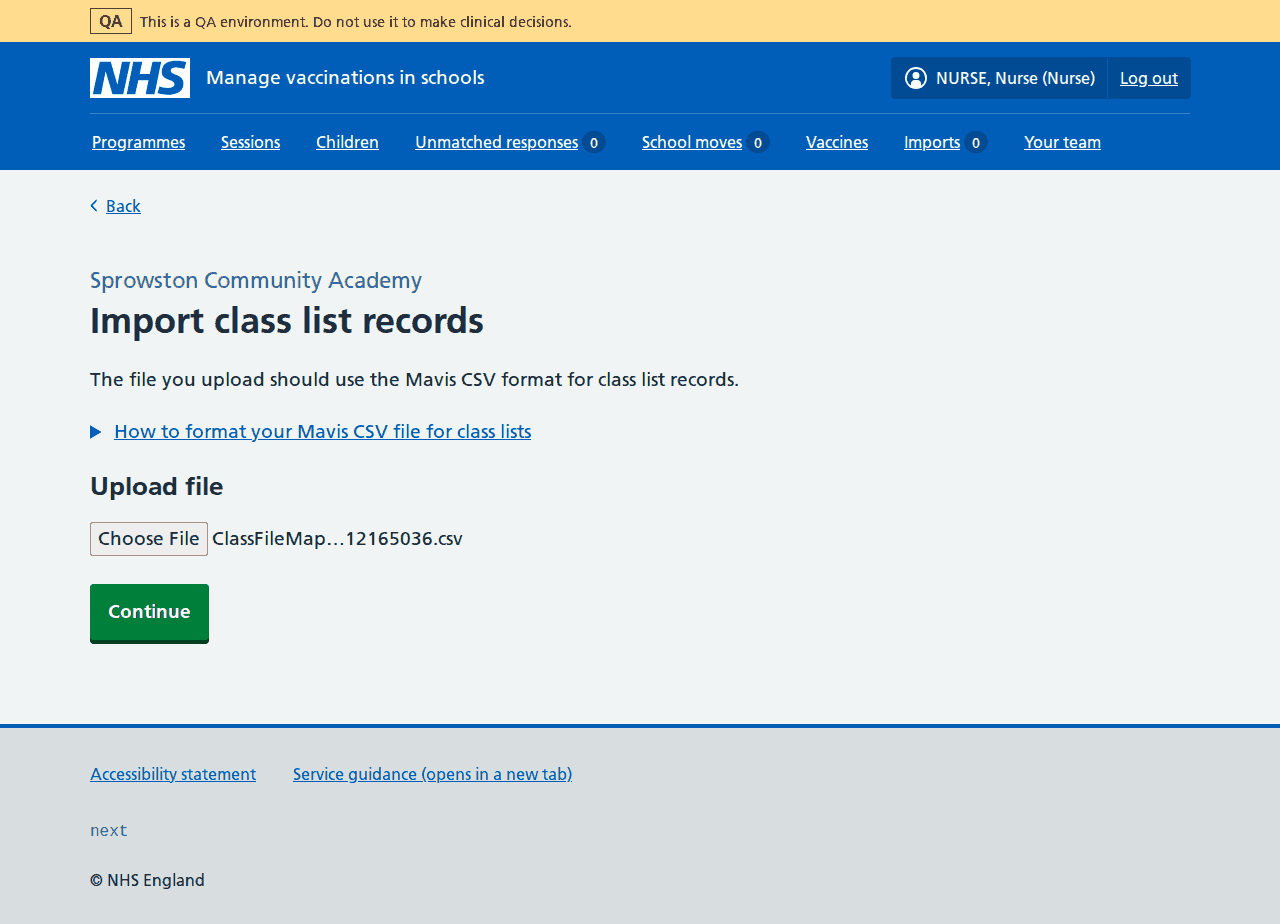 QA This is a QA environment. Do not use it to make clinical decisions.
NHS Manage vaccinations in schools NURSE, Nurse (Nurse) Log out
Programmes Sessions Children Unmatched responses 0 School moves 0 Vaccines Imports 0 Your team
Back
Sprowston Community Academy
Import class list records
The file you upload should use the Mavis CSV format for class list records.
How to format your Mavis CSV file for class lists
Upload file
Choose File ClassFileMap…12165036.csv
Continue
Accessibility statement Service guidance (opens in a new tab)
next
© NHS England